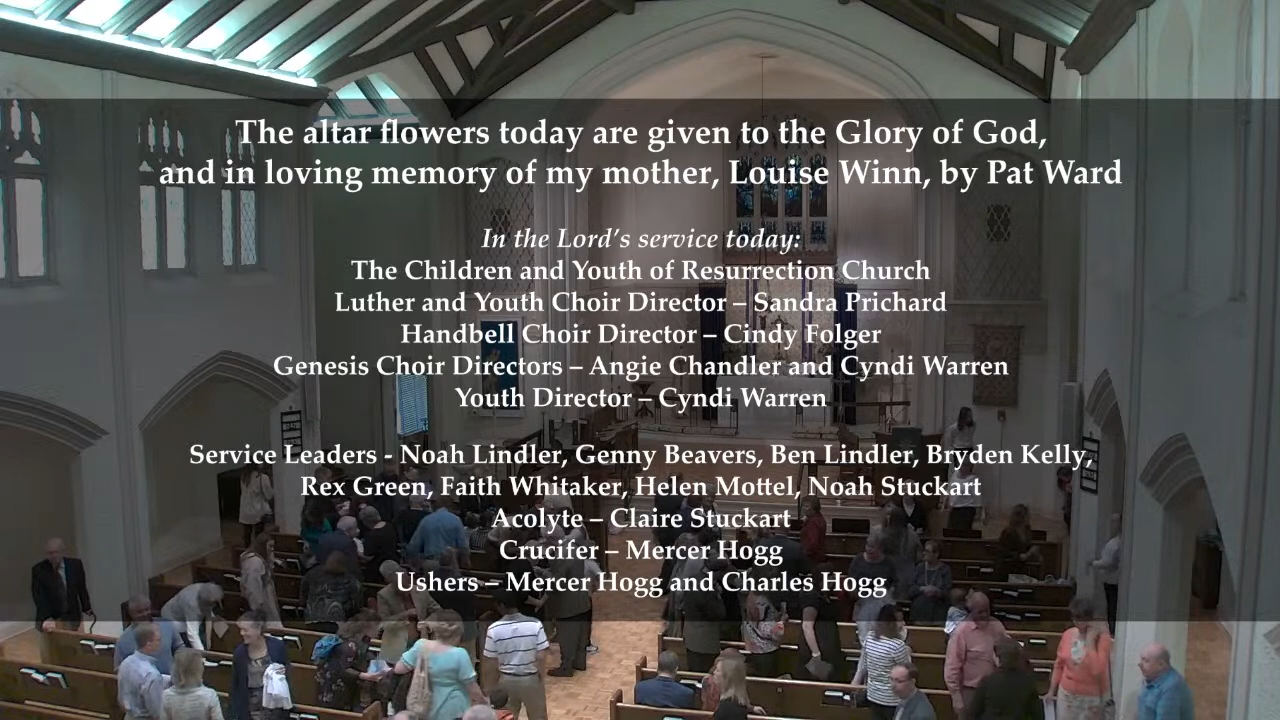 The altar flowers today are given to the Glory of God,
and in loving memory of my mother, Louise Winn, by Pat Ward
In the Lord's service today:
The Children and Youth of Resurrection Church
Luther and Youth Choir Director – Sandra Prichard
Handbell Choir Director – Cindy Folger
Genesis Choir Directors – Angie Chandler and Cyndi Warren
Youth Director – Cyndi Warren
Service Leaders - Noah Lindler, Genny Beavers, Ben Lindler, Bryden Kelly,
Rex Green, Faith Whitaker, Helen Mottel, Noah Stuckart
Acolyte – Claire Stuckart
Crucifer – Mercer Hogg
Ushers – Mercer Hogg and Charles Hogg